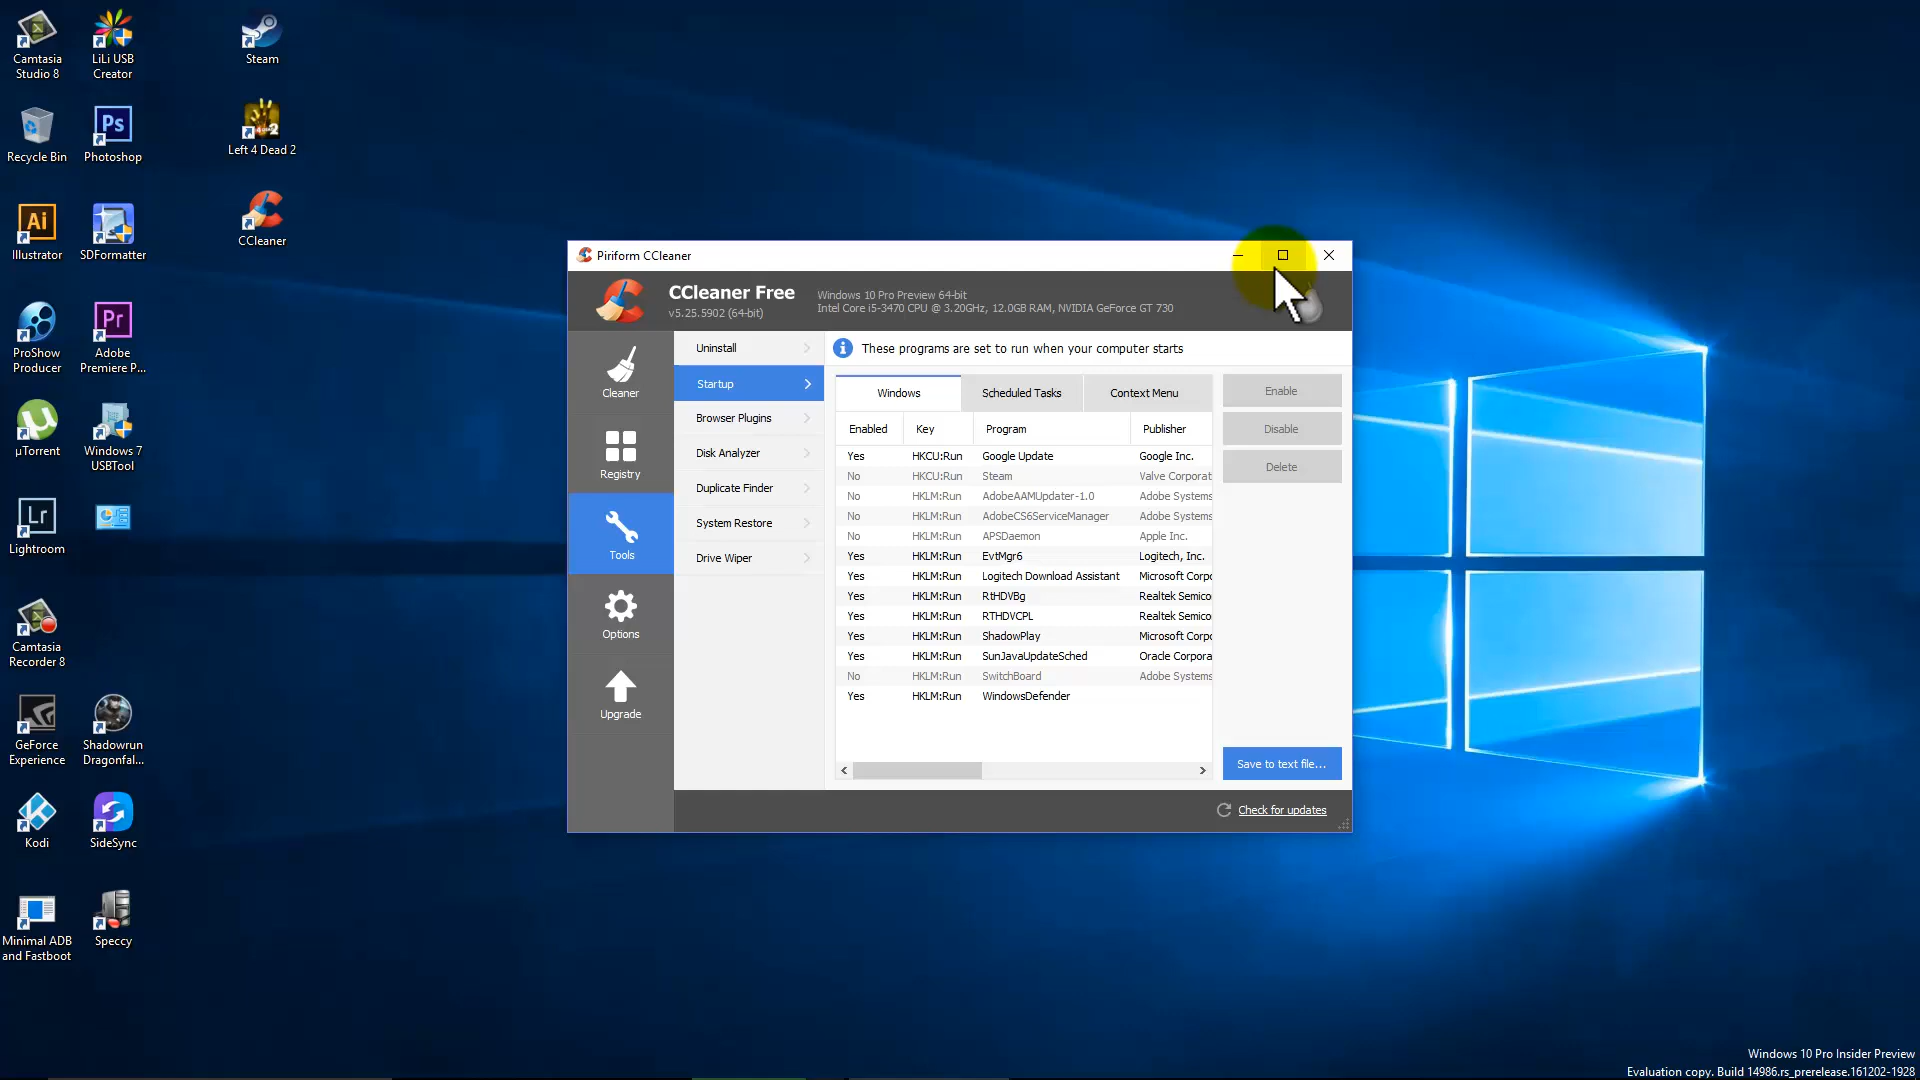 Camtasia
Studio 8
LiLi USB
Creator
Steam
Recycle Bin
Ps
Photoshop
2
Left 4 Dead 2
Ai
Illustrator
SDFormatter
CCleaner
ProShow
Producer
Pr
Adobe
Premiere P...
µTorrent
Windows 7
USBTool
Lr
Lightroom
Camtasia
Recorder 8
GeForce
Experience
Shadowrun
Dragonfal...
Kodi
SideSync
Minimal ADB
and Fastboot
Speccy
Piriform CCleaner
CCleaner Free
v5.25.5902 (64-bit)
Windows 10 Pro Preview 64-bit
Intel Core i5-3470 CPU @ 3.20GHz, 12.0GB RAM, NVIDIA GeForce GT 730
Cleaner
Registry
Tools
Options
Upgrade
Uninstall
Startup
Browser Plugins
Disk Analyzer
Duplicate Finder
System Restore
Drive Wiper
These programs are set to run when your computer starts
Windows Scheduled Tasks Context Menu
Enabled Key Program Publisher
Yes HKCU:Run Google Update Google Inc.
No HKCU:Run Steam Valve Corporat
No HKLM:Run AdobeAAMUpdater-1.0 Adobe Systems
No HKLM:Run AdobeCS6ServiceManager Adobe Systems
No HKLM:Run APSDaemon Apple Inc.
Yes HKLM:Run EvtMgr6 Logitech, Inc.
Yes HKLM:Run Logitech Download Assistant Microsoft Corpo
Yes HKLM:Run RtHDVBg Realtek Semico
Yes HKLM:Run RTHDVCPL Realtek Semico
Yes HKLM:Run ShadowPlay Microsoft Corpo
Yes HKLM:Run SunJavaUpdateSched Oracle Corpora
No HKLM:Run SwitchBoard Adobe Systems
Yes HKLM:Run WindowsDefender
Enable
Disable
Delete
Save to text file...
Check for updates
Windows 10 Pro Insider Preview
Evaluation copy. Build 14986.rs_prerelease.161202-1928